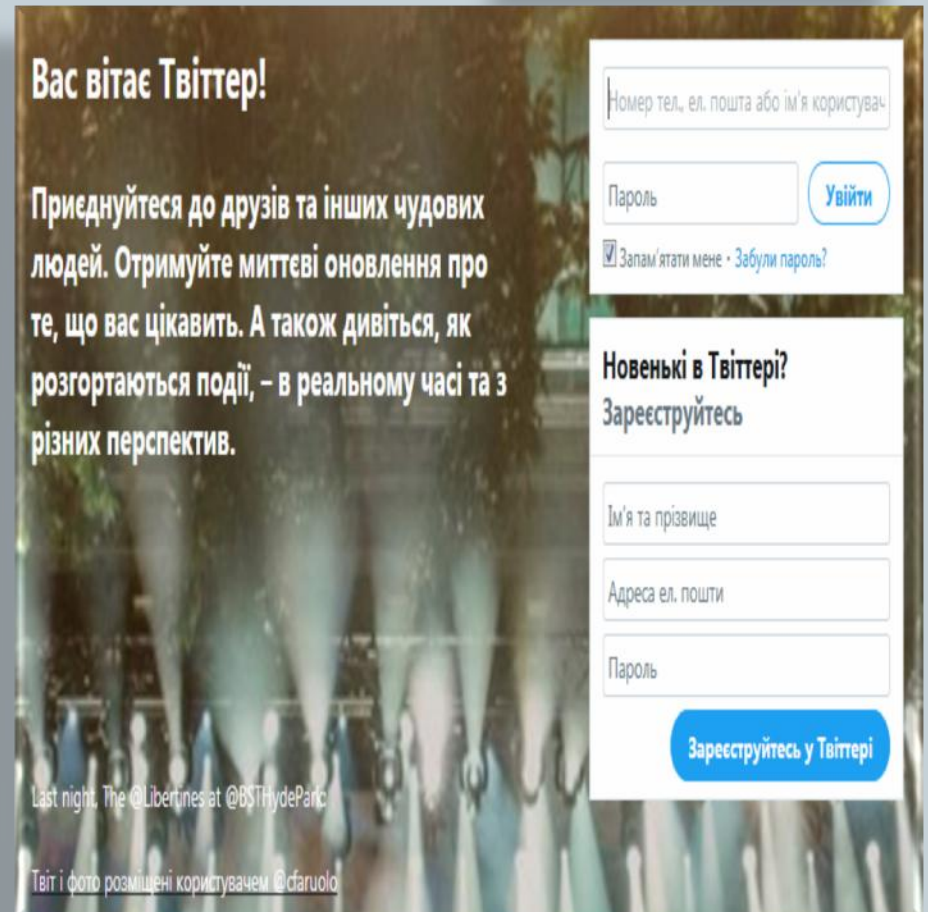 Вас вітає Твіттер!
Приєднуйтеся до друзів та інших чудових
людей. Отримуйте миттєві оновлення про
те, що вас цікавить. А також дивіться, як
розгортаються події, – в реальному часі та з
різних перспектив.
Last night, The @Libertines at @BSTHydePark:
Твіт і фото розміщені користувачем @cfaruolo
Номер тел., ел. пошта або ім'я користувач
Пароль
Увійти
Запам'ятати мене · Забули пароль?
Новенькі в Твіттері?
Зареєструйтесь
Ім'я та прізвище
Адреса ел. пошти
Пароль
Зареєструйтесь у Твіттері